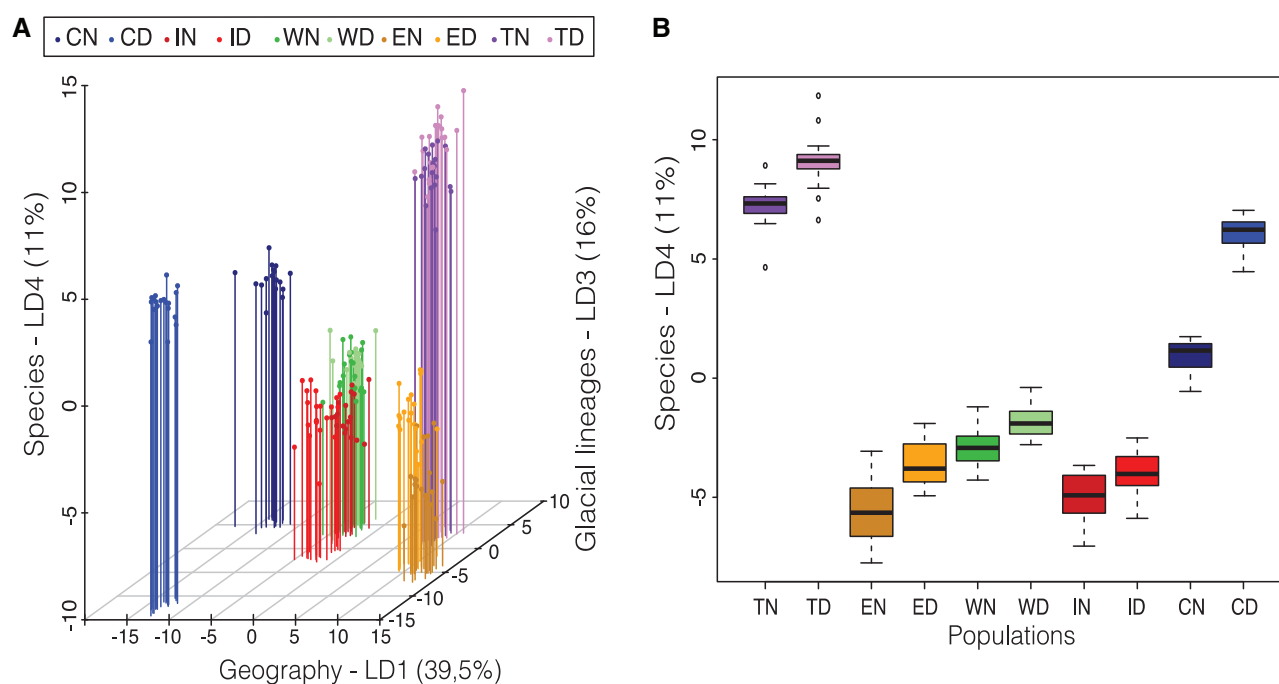 A
CN CD IN ID WN WD EN ED TN TD
Species - LD4 (11%)
15
10
5
0
-5
-10
-15 -10 0 5 10 15
Geography - LD1 (39,5%)
-15
-10
-5
0
5
10
Glacial lineages - LD3 (16%)
B
Species - LD4 (11%)
10
5
0
-5
TN TD EN ED WN WD IN ID CN CD
Populations